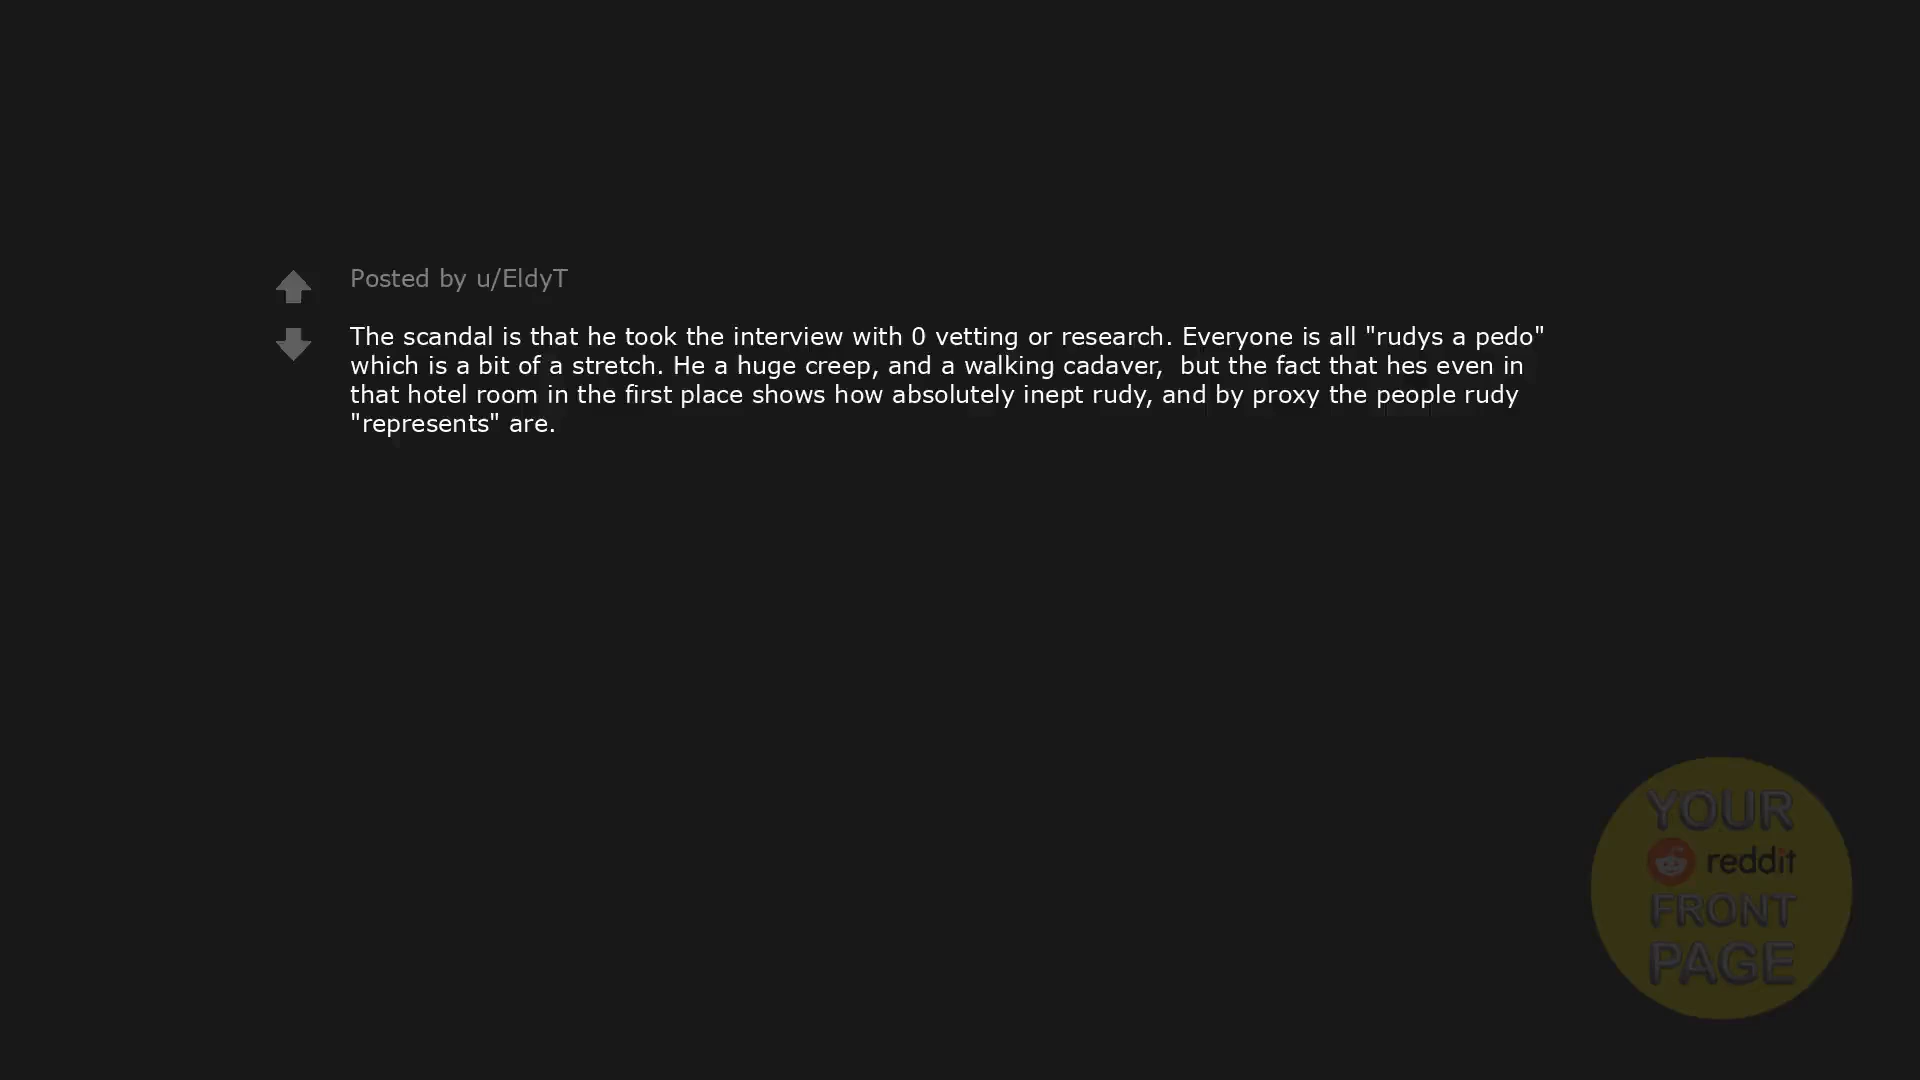 Posted by u/EldyT
The scandal is that he took the interview with 0 vetting or research. Everyone is all "rudys a pedo"
which is a bit of a stretch. He a huge creep, and a walking cadaver,  but the fact that hes even in
that hotel room in the first place shows how absolutely inept rudy, and by proxy the people rudy
"represents" are.
YOUR
reddit
FRONT
PAGE